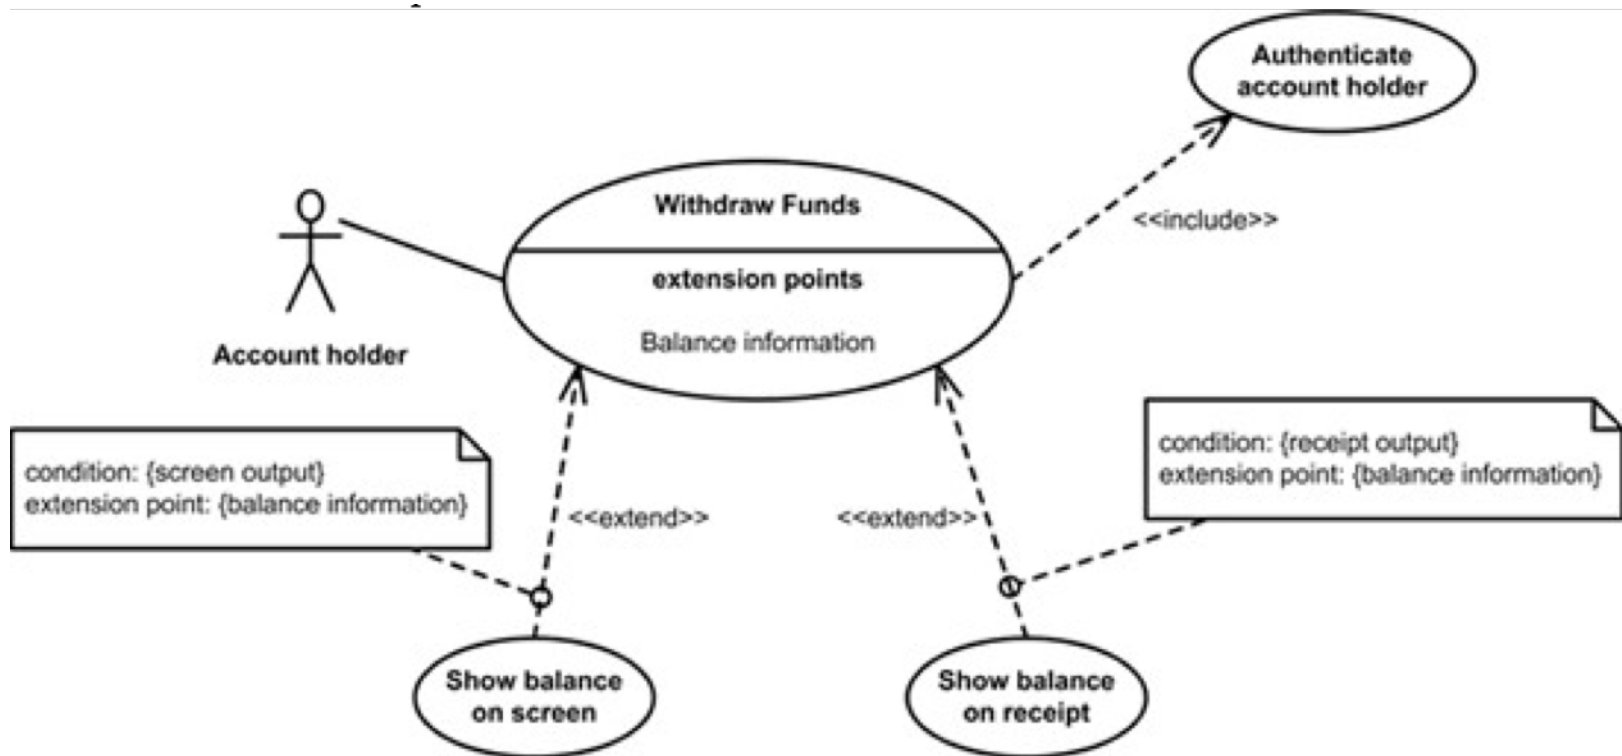 Authenticate
account holder
<<include>>
Withdraw Funds
extension points
Balance information
Account holder
condition: {screen output}
extension point: {balance information}
condition: {receipt output}
extension point: {balance information}
<<extend>>
<<extend>>
Show balance
on screen
Show balance
on receipt